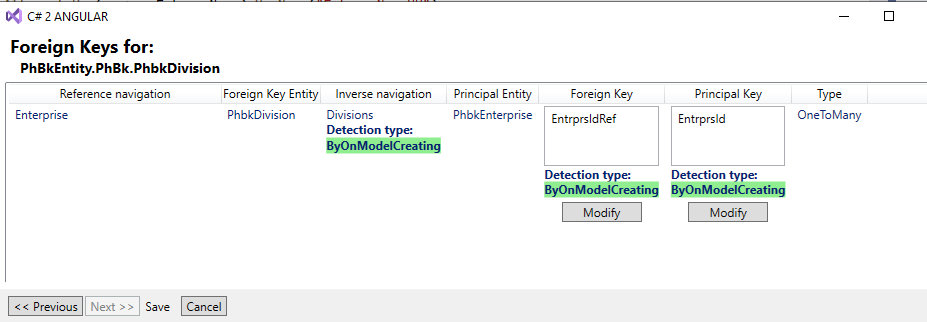 C# 2 ANGULAR
Foreign Keys for:
PhBkEntity.PhBk.PhbkDivision
Reference navigation Foreign Key Entity Inverse navigation Principal Entity Foreign Key Principal Key Type
Enterprise PhbkDivision Divisions PhbkEnterprise EntrprsIdRef EntrprsId OneToMany
Detection type:
ByOnModelCreating
Detection type: Detection type:
ByOnModelCreating ByOnModelCreating
Modify Modify
<< Previous Next >> Save Cancel